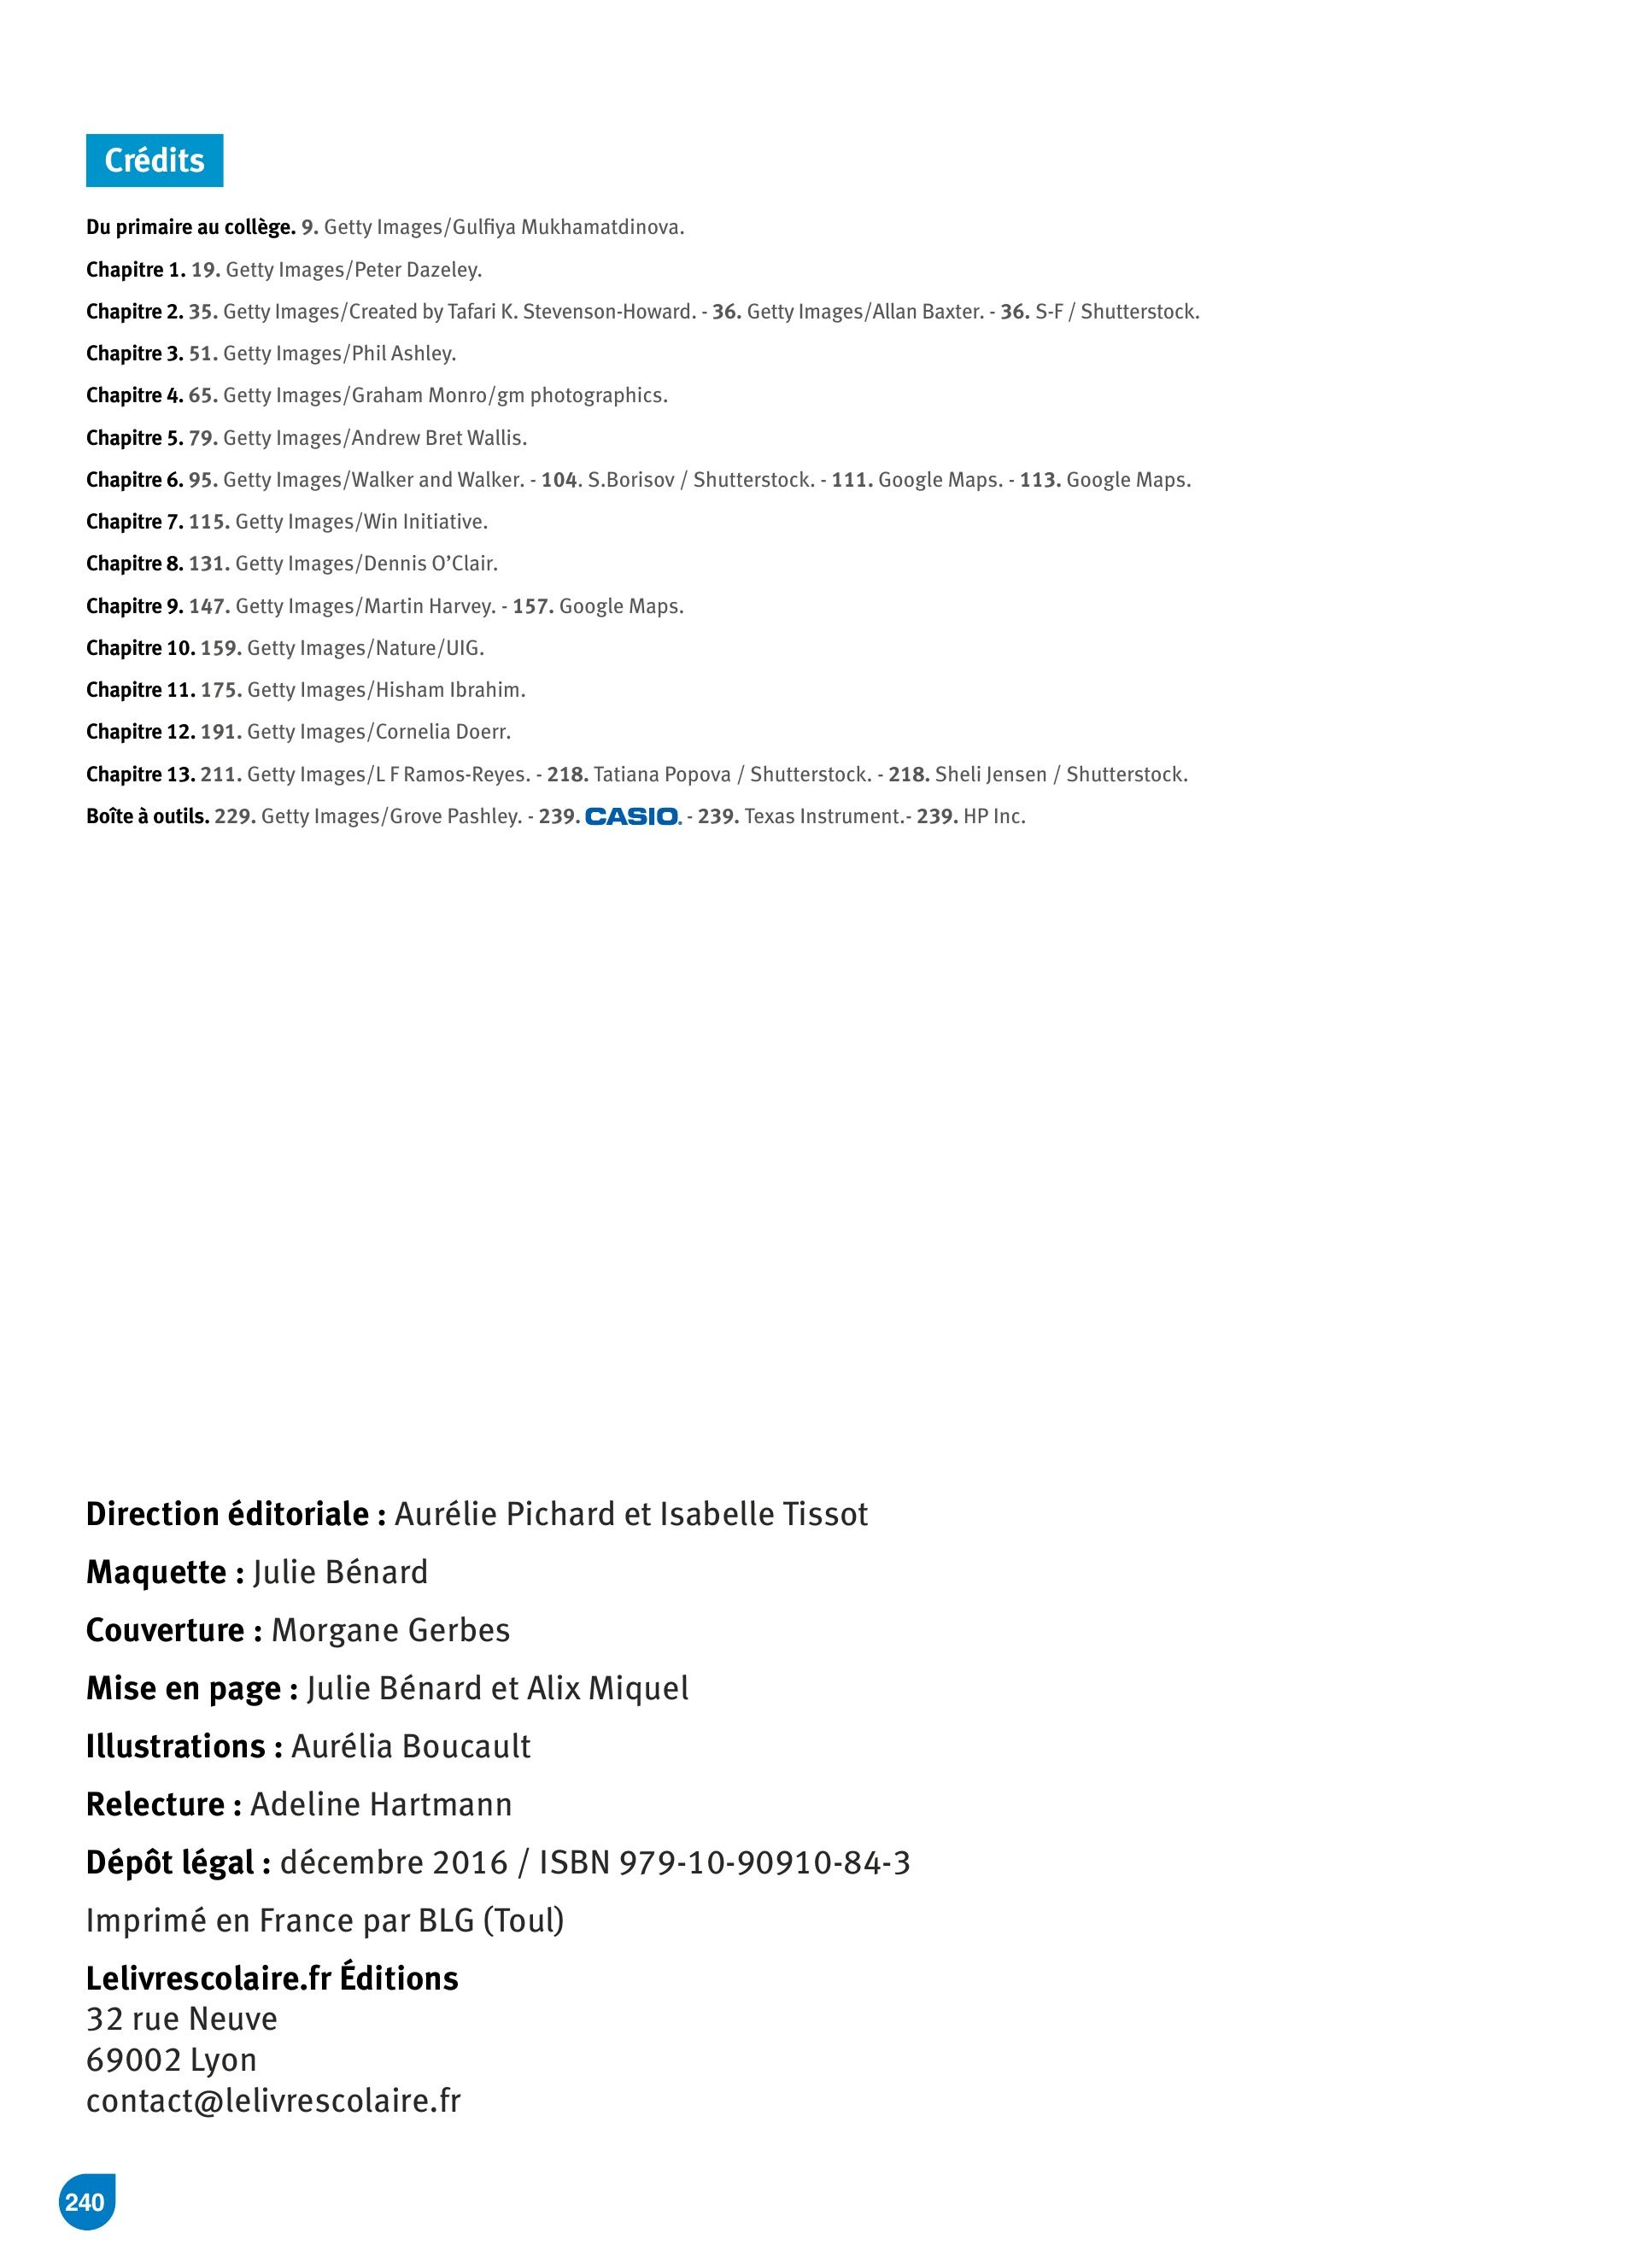 Crédits
Du primaire au collège. 9. Getty Images/Gulfiya Mukhamatdinova.
Chapitre 1. 19. Getty Images/Peter Dazeley.
Chapitre 2. 35. Getty Images/Created by Tafari K. Stevenson-Howard. - 36. Getty Images/Allan Baxter. - 36. S-F / Shutterstock.
Chapitre 3. 51. Getty Images/Phil Ashley.
Chapitre 4. 65. Getty Images/Graham Monro/gm photographics.
Chapitre 5. 79. Getty Images/Andrew Bret Wallis.
Chapitre 6. 95. Getty Images/Walker and Walker. - 104. S.Borisov / Shutterstock. - 111. Google Maps. - 113. Google Maps.
Chapitre 7. 115. Getty Images/Win Initiative.
Chapitre 8. 131. Getty Images/Dennis O’Clair.
Chapitre 9. 147. Getty Images/Martin Harvey. - 157. Google Maps.
Chapitre 10. 159. Getty Images/Nature/UIG.
Chapitre 11. 175. Getty Images/Hisham Ibrahim.
Chapitre 12. 191. Getty Images/Cornelia Doerr.
Chapitre 13. 211. Getty Images/L F Ramos-Reyes. - 218. Tatiana Popova / Shutterstock. - 218. Sheli Jensen / Shutterstock.
Boîte à outils. 229. Getty Images/Grove Pashley. - 239. CASIO. - 239. Texas Instrument.- 239. HP Inc.
Direction éditoriale : Aurélie Pichard et Isabelle Tissot
Maquette : Julie Bénard
Couverture : Morgane Gerbes
Mise en page : Julie Bénard et Alix Miquel
Illustrations : Aurélia Boucault
Relecture : Adeline Hartmann
Dépôt légal : décembre 2016 / ISBN 979-10-90910-84-3
Imprimé en France par BLG (Toul)
Lelivrescolaire.fr Éditions
32 rue Neuve
69002 Lyon
contact@lelivrescolaire.fr
240